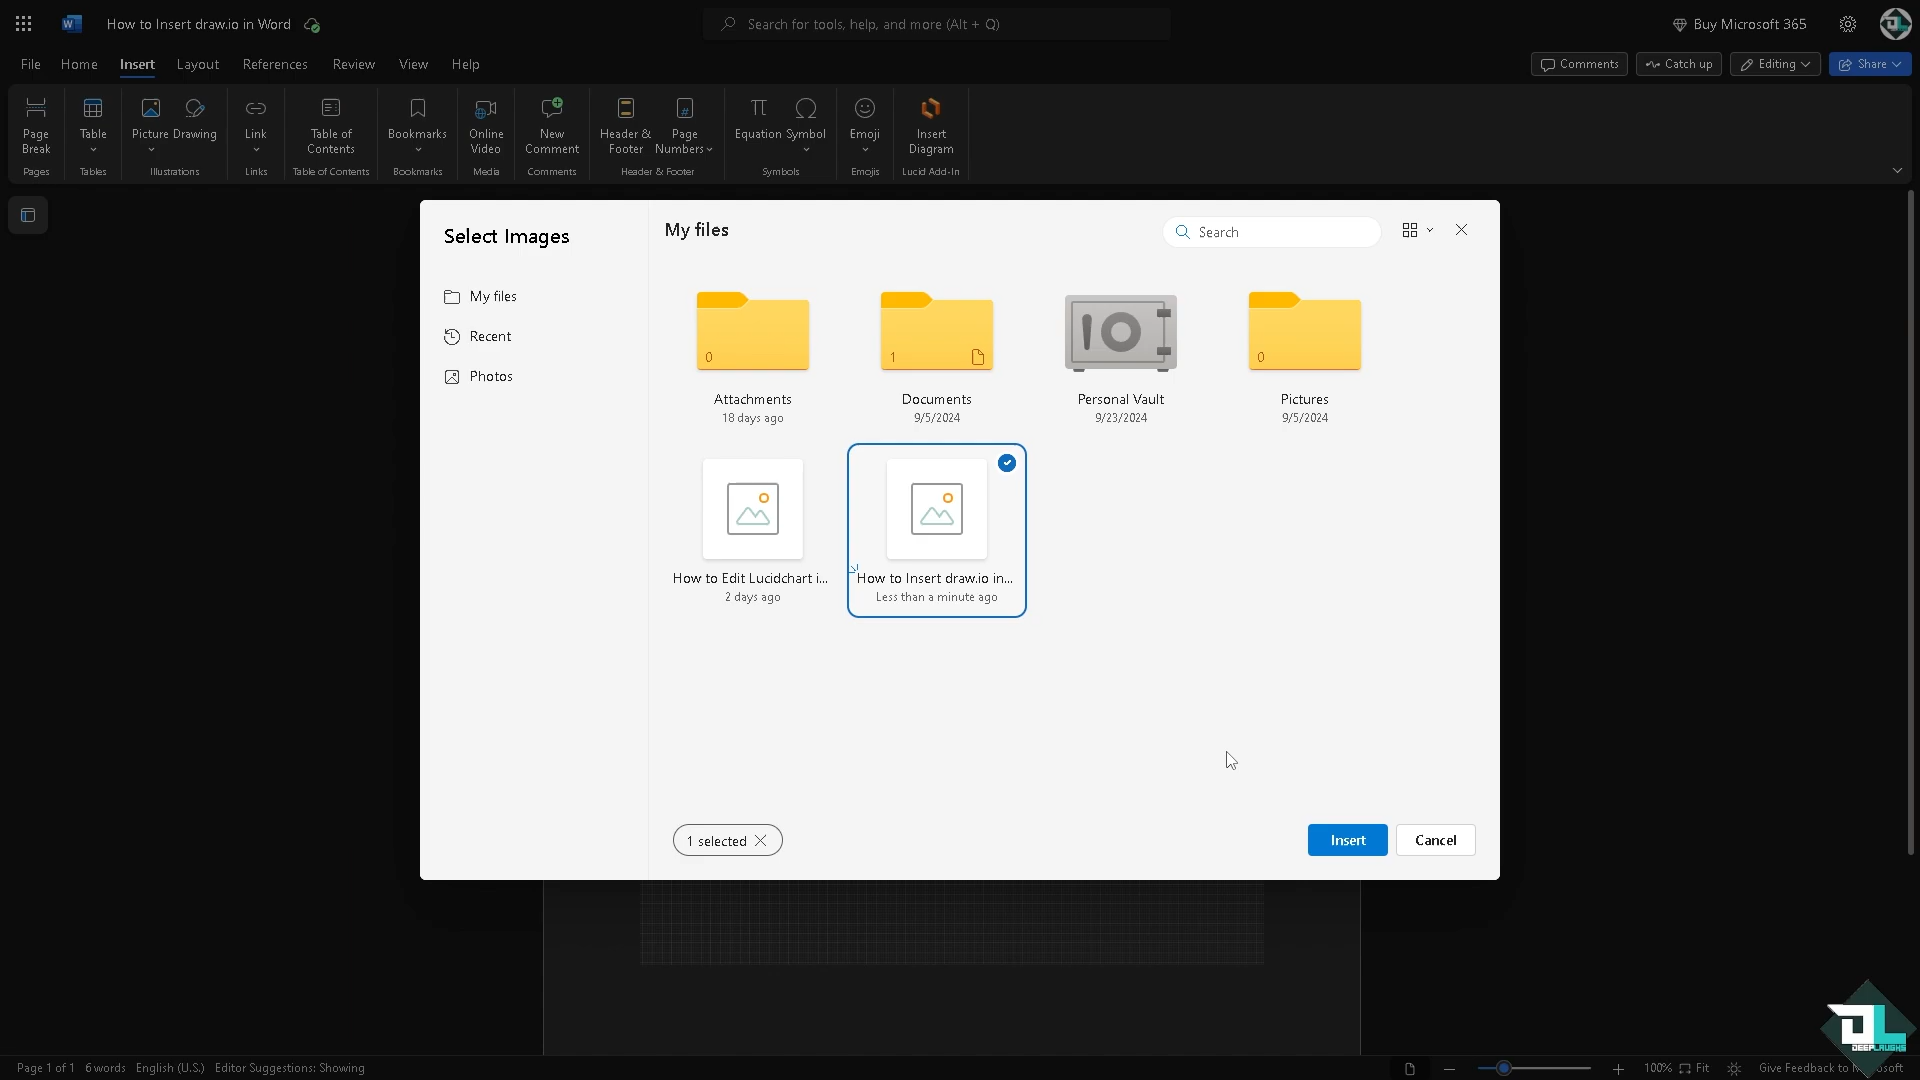 How to Insert draw.io in Word
Search for tools, help, and more (Alt + Q)
Buy Microsoft 365
File Home Insert Layout References Review View Help
Comments Catch up Editing Share
Page Break
Table
Picture Drawing
Link
Table of Contents
Bookmarks
Online Video
New Comment
Header & Footer
Page Numbers
Equation Symbol
Emoji
Insert Diagram
Pages Tables Illustrations Links Table of Contents Bookmarks Media Comments Header & Footer Symbols Emojis Lucid Add-In
Select Images
My files
Search
My files
Recent
Photos
0 1 0
Attachments Documents Personal Vault Pictures
18 days ago 9/5/2024 9/23/2024 9/5/2024
How to Edit Lucidchart i... How to Insert draw.io in...
2 days ago Less than a minute ago
1 selected
Insert Cancel
Page 1 of 1 6 words English (U.S.) Editor Suggestions: Showing
100% Fit Give Feedback to Microsoft
DEEPLAUGHS